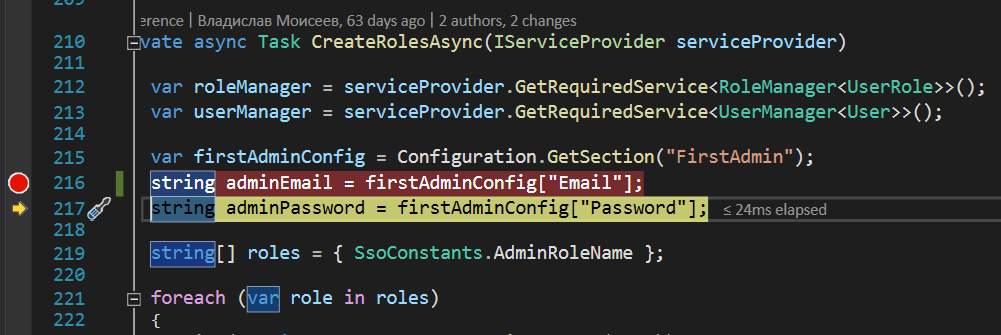 209
erence | Владислав Моисеев, 63 days ago | 2 authors, 2 changes
210 vate async Task CreateRolesAsync(IServiceProvider serviceProvider)
211
212 var roleManager = serviceProvider.GetRequiredService<RoleManager<UserRole>>();
213 var userManager = serviceProvider.GetRequiredService<UserManager<User>>();
214
215 var firstAdminConfig = Configuration.GetSection("FirstAdmin");
216 string adminEmail = firstAdminConfig["Email"];
217 string adminPassword = firstAdminConfig["Password"]; ≤ 24ms elapsed
218
219 string[] roles = { SsoConstants.AdminRoleName };
220
221 foreach (var role in roles)
222 {